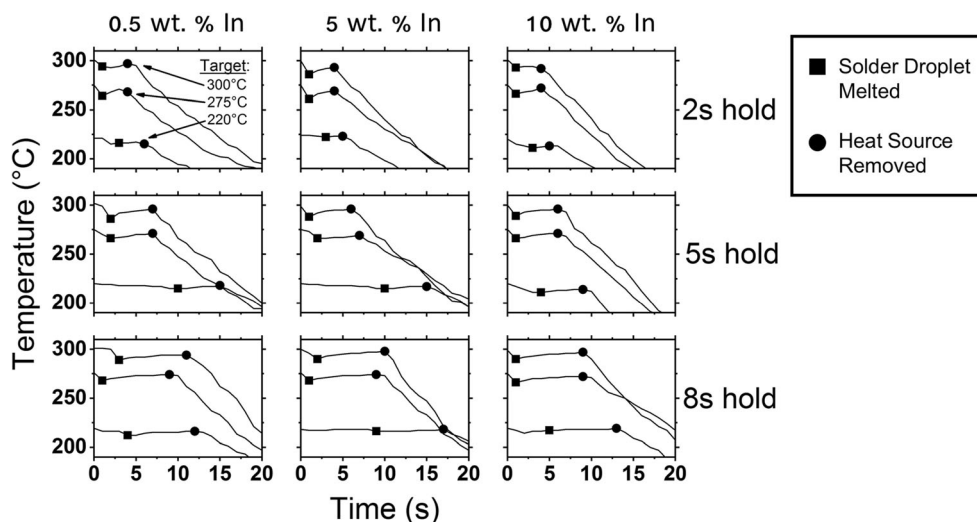 0.5 wt. % In
5 wt. % In
10 wt. % In
Temperature (°C)
300
250
200
Target:
300°C
275°C
220°C
2s hold
300
250
200
5s hold
300
250
200
8s hold
0 5 10 15 20
0 5 10 15 20
0 5 10 15 20
Time (s)
Solder Droplet
Melted
Heat Source
Removed